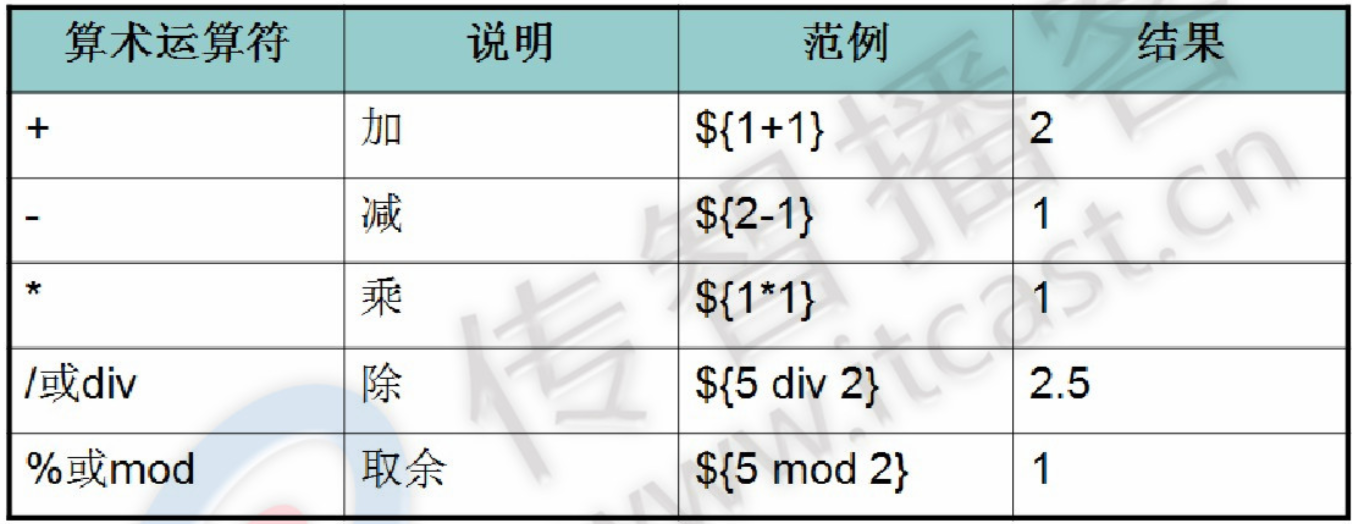 算术运算符 说明 范例 结果
+ 加 ${1+1} 2
- 减 ${2-1} 1
* 乘 ${1*1} 1
/或div 除 ${5 div 2} 2.5
%或mod 取余 ${5 mod 2} 1
传智播客
www.itcast.cn